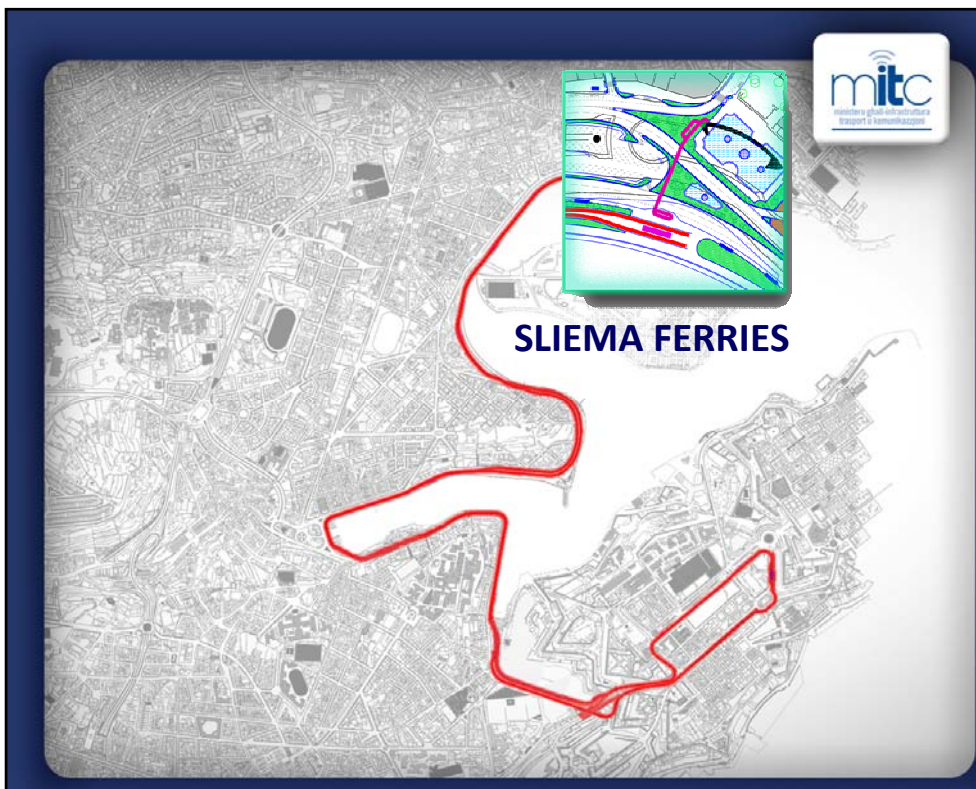 mitc
ministeru għall-infrastruttura
trasport u komunikazzjoni
SLIEMA FERRIES